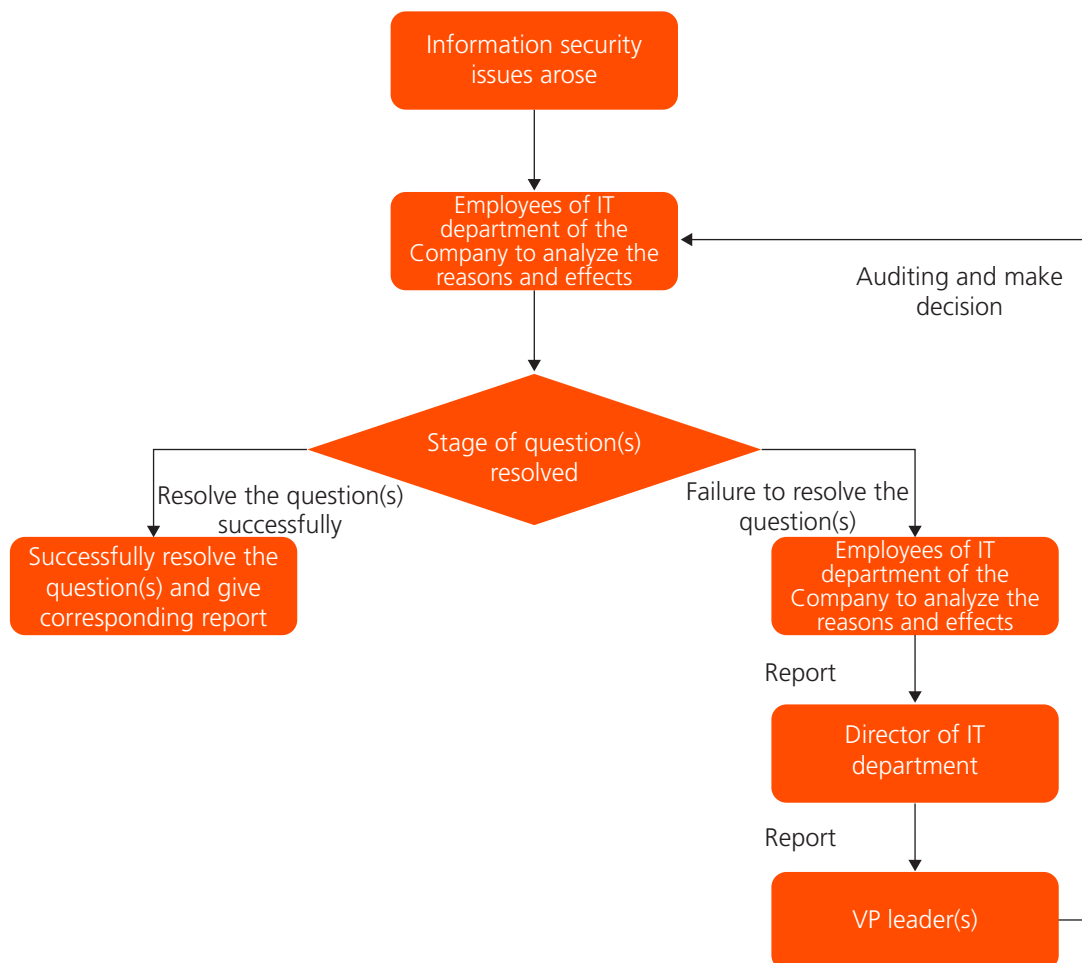 Information security
issues arose
Employees of IT
department of the
Company to analyze the
reasons and effects
Auditing and make
decision
Stage of question(s)
resolved
Resolve the question(s)
successfully
Failure to resolve the
question(s)
Successfully resolve the
question(s) and give
corresponding report
Employees of IT
department of the
Company to analyze the
reasons and effects
Report
Director of IT
department
Report
VP leader(s)